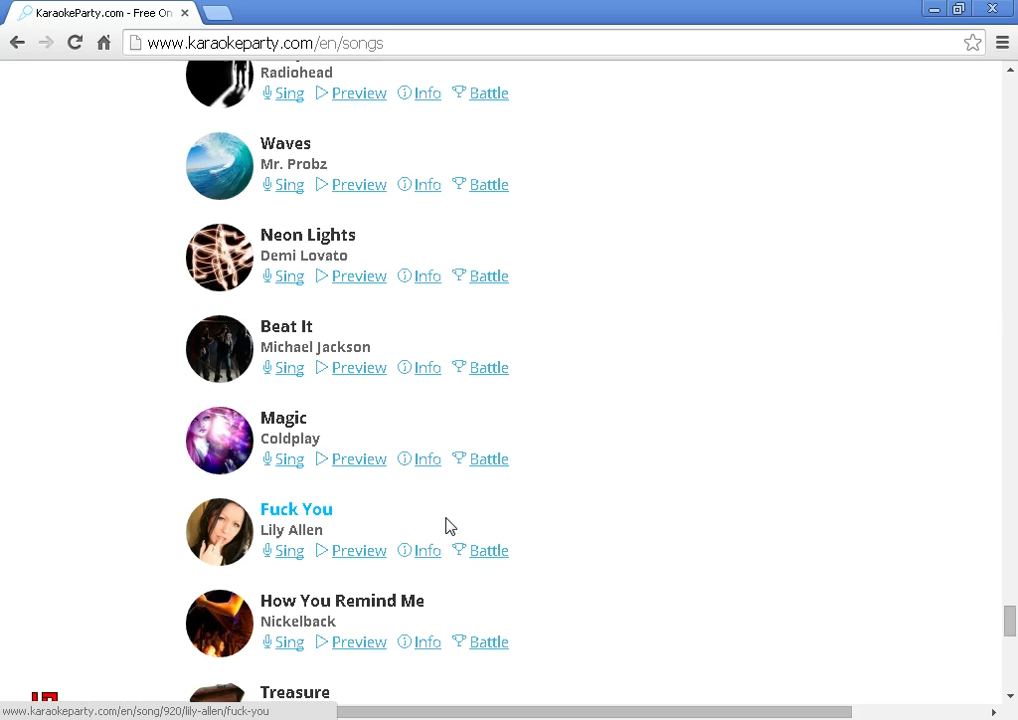 KaraokeParty.com - Free On
www.karaokeparty.com/en/songs
Radiohead
Sing Preview Info Battle
Waves
Mr. Probz
Sing Preview Info Battle
Neon Lights
Demi Lovato
Sing Preview Info Battle
Beat It
Michael Jackson
Sing Preview Info Battle
Magic
Coldplay
Sing Preview Info Battle
Fuck You
Lily Allen
Sing Preview Info Battle
How You Remind Me
Nickelback
Sing Preview Info Battle
Treasure
www.karaokeparty.com/en/song/920/lily-allen/fuck-you